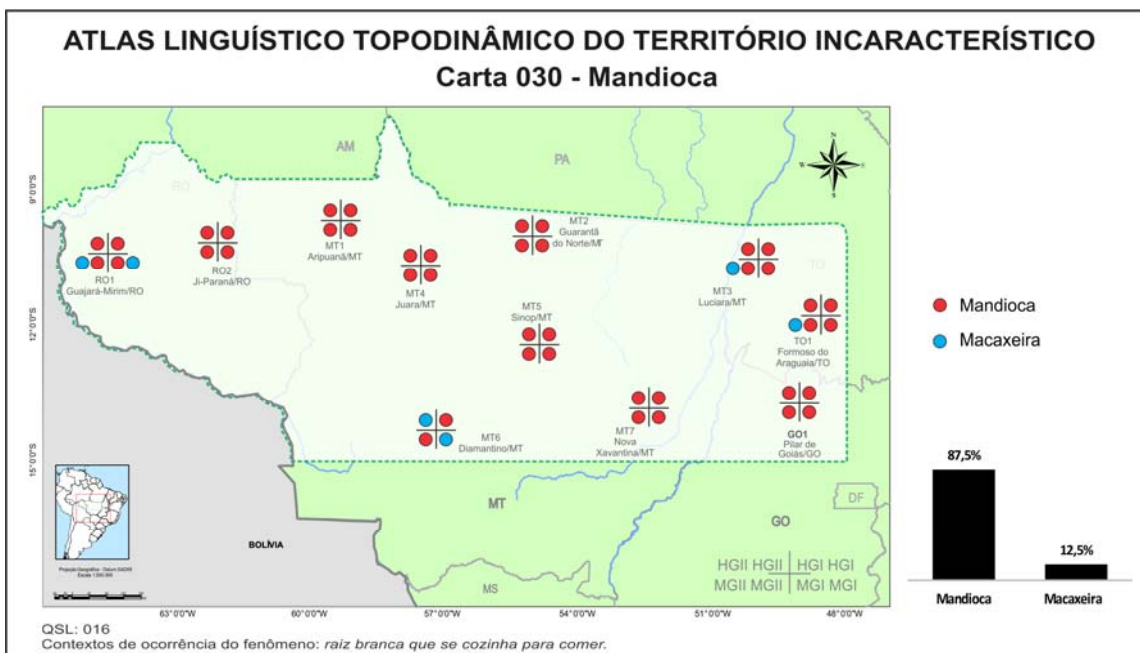 ATLAS LINGUÍSTICO TOPODINÂMICO DO TERRITÓRIO INCARACTERÍSTICO
Carta 030 - Mandioca
AM
PA
RO
TO
9°0'0"S
12°0'0"S
15°0'0"S
RO1
Guajará-Mirim/RO
RO2
Ji-Paraná/RO
MT1
Aripuanã/MT
MT4
Juara/MT
MT2
Guarantã
do Norte/MT
MT5
Sinop/MT
MT3
Luciara/MT
TO1
Formoso do
Araguaia/TO
MT6
Diamantino/MT
MT7
Nova
Xavantina/MT
GO1
Pilar de
Goiás/GO
Mandioca
Macaxeira
MT
GO
DF
MS
BOLÍVIA
HGII HGII HGI HGI
MGII MGII MGI MGI
63°0'0"W
60°0'0"W
57°0'0"W
54°0'0"W
51°0'0"W
48°0'0"W
87,5%
12,5%
Mandioca
Macaxeira
QSL: 016
Contextos de ocorrência do fenômeno: raiz branca que se cozinha para comer.